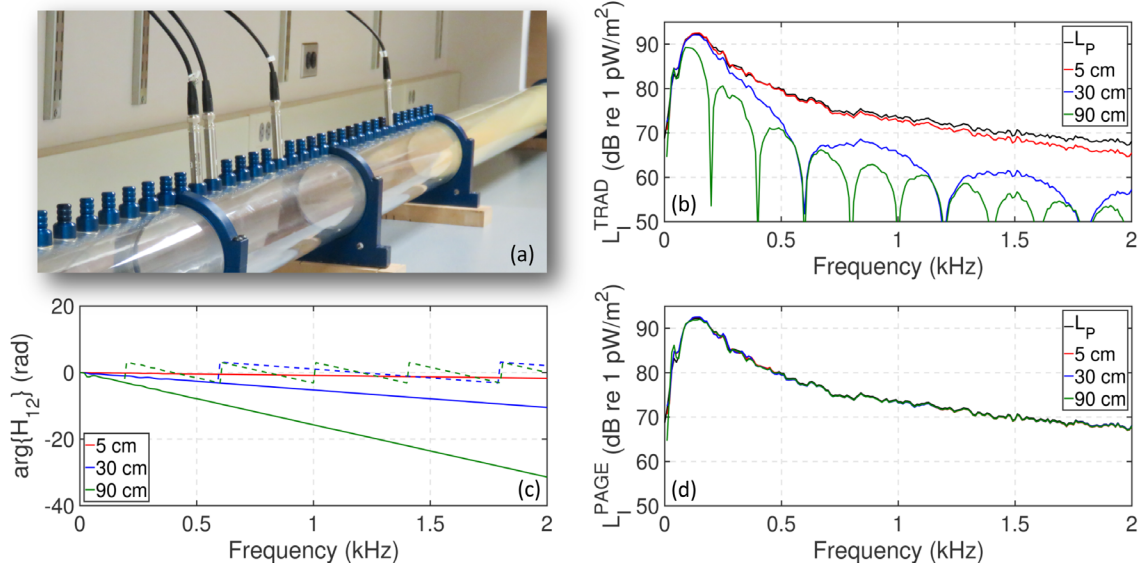 (a)
L_I^TRAD (dB re 1 pW/m²)
90
80
70
60
50
0
0.5
1
1.5
2
Frequency (kHz)
(b)
L_P
5 cm
30 cm
90 cm
arg{H_12} (rad)
20
0
-20
-40
0
0.5
1
1.5
2
Frequency (kHz)
5 cm
30 cm
90 cm
(c)
L_I^PAGE (dB re 1 pW/m²)
90
80
70
60
50
0
0.5
1
1.5
2
Frequency (kHz)
(d)
L_P
5 cm
30 cm
90 cm